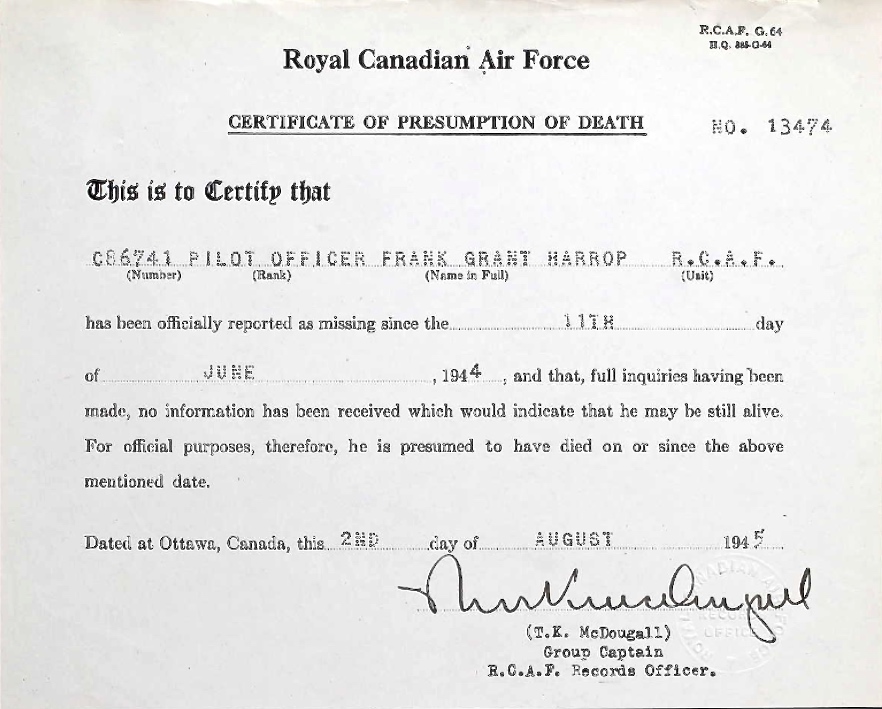 R.C.A.F. G. 64
H.Q. 885-G-64
Royal Canadian Air Force
CERTIFICATE OF PRESUMPTION OF DEATH
NO. 13474
This is to Certify that
C86741 PILOT OFFICER FRANK GRANT HARROP R.C.A.F.
(Number) (Rank) (Name in Full) (Unit)
has been officially reported as missing since the 11TH day
of JUNE , 1944 , and that, full inquiries having been
made, no information has been received which would indicate that he may be still alive.
For official purposes, therefore, he is presumed to have died on or since the above
mentioned date.
Dated at Ottawa, Canada, this 2ND day of AUGUST 1945
(T.K. McDougall)
Group Captain
R.C.A.F. Records Officer.